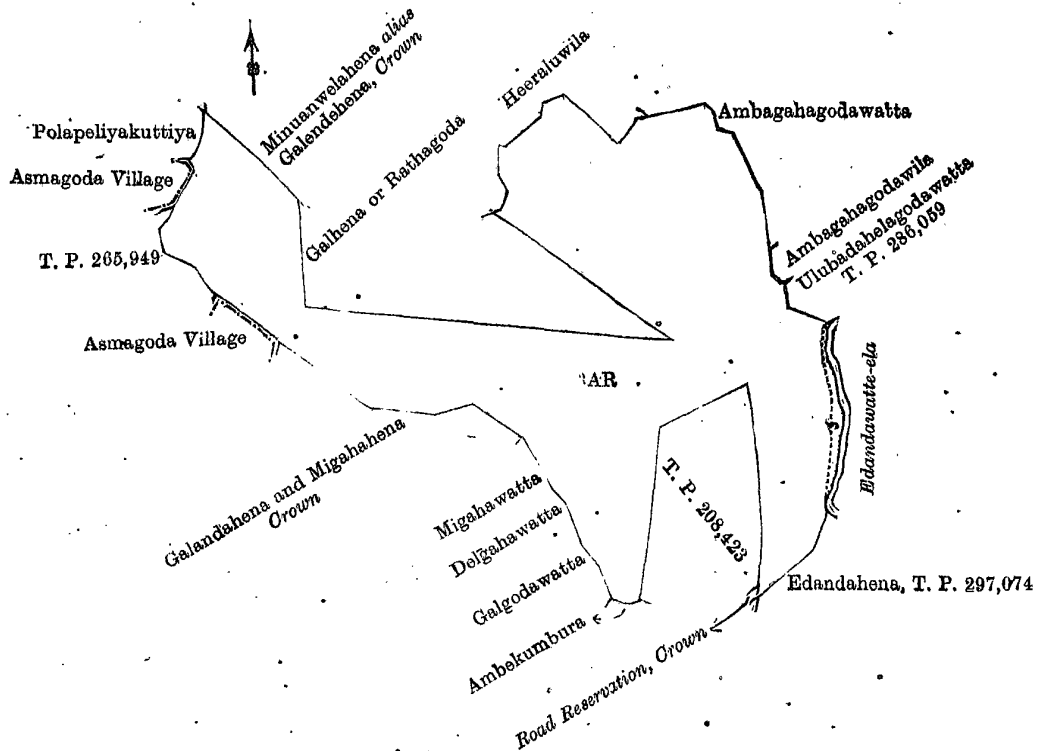 Minuanwelahena alias
Galendehena, Crown
Heeraluwila
Polapeliyakuttiya
Asmagoda Village
Galhena or Rathagoda
Ambagahagodawatta
Ambagahagodawila
Ulubadahelagodawatta
T. P. 286,059
T. P. 265,949
Asmagoda Village
AR
Edandawatte-ela
Galandahena and Migahahena
Crown
Migahawatta
Delgahawatta
Galgodawatta
Ambekumbura
T. P. 208,423
Edandahena, T. P. 297,074
Road Reservation, Crown